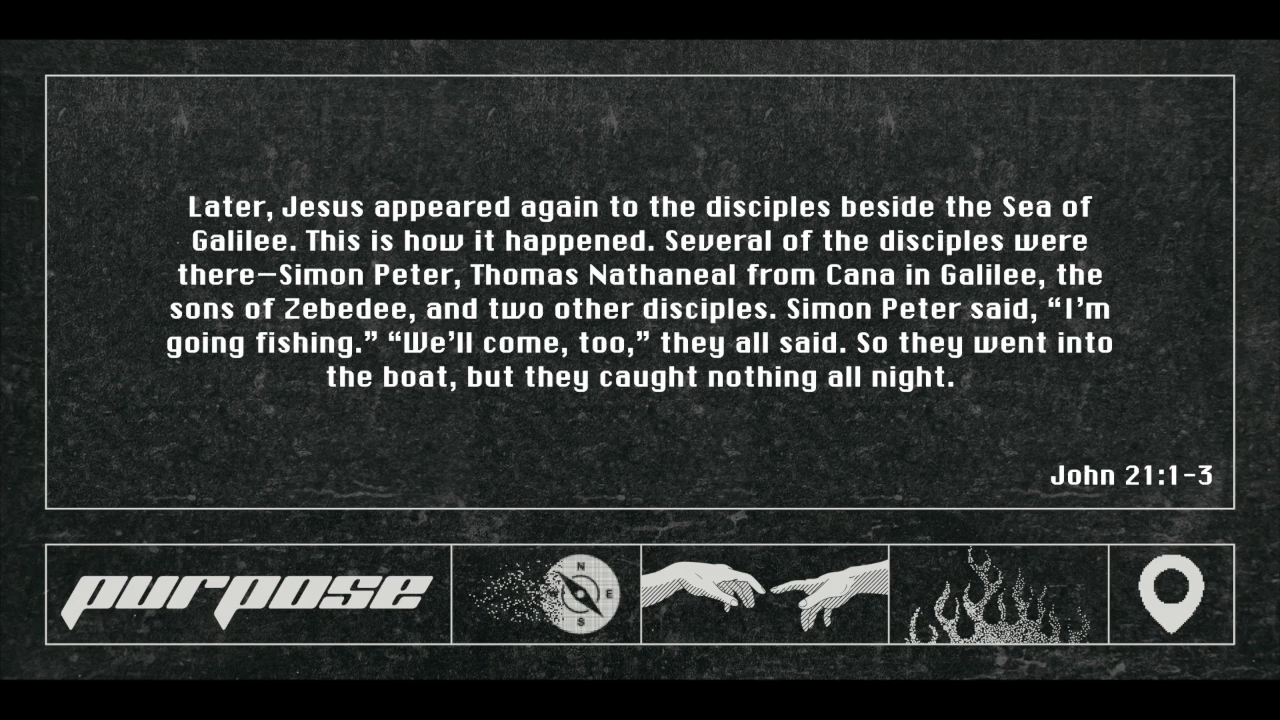 Later, Jesus appeared again to the disciples beside the Sea of
Galilee. This is how it happened. Several of the disciples were
there—Simon Peter, Thomas Nathaneal from Cana in Galilee, the
sons of Zebedee, and two other disciples. Simon Peter said, “I’m
going fishing.” “We’ll come, too,” they all said. So they went into
the boat, but they caught nothing all night.
John 21:1-3
purpose
N
E
S